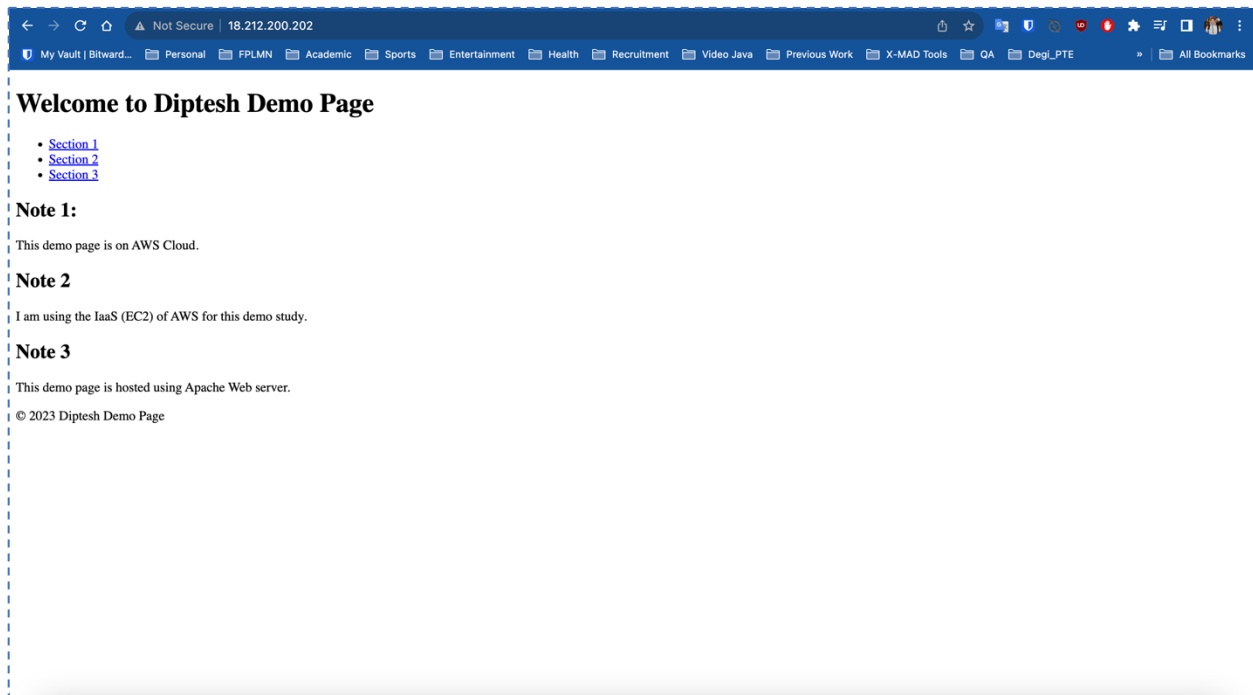 Not Secure | 18.212.200.202
My Vault | Bitward... Personal FPLMN Academic Sports Entertainment Health Recruitment Video Java Previous Work X-MAD Tools QA Degi_PTE » All Bookmarks
Welcome to Diptesh Demo Page
• Section 1
• Section 2
• Section 3
Note 1:
This demo page is on AWS Cloud.
Note 2
I am using the IaaS (EC2) of AWS for this demo study.
Note 3
This demo page is hosted using Apache Web server.
© 2023 Diptesh Demo Page